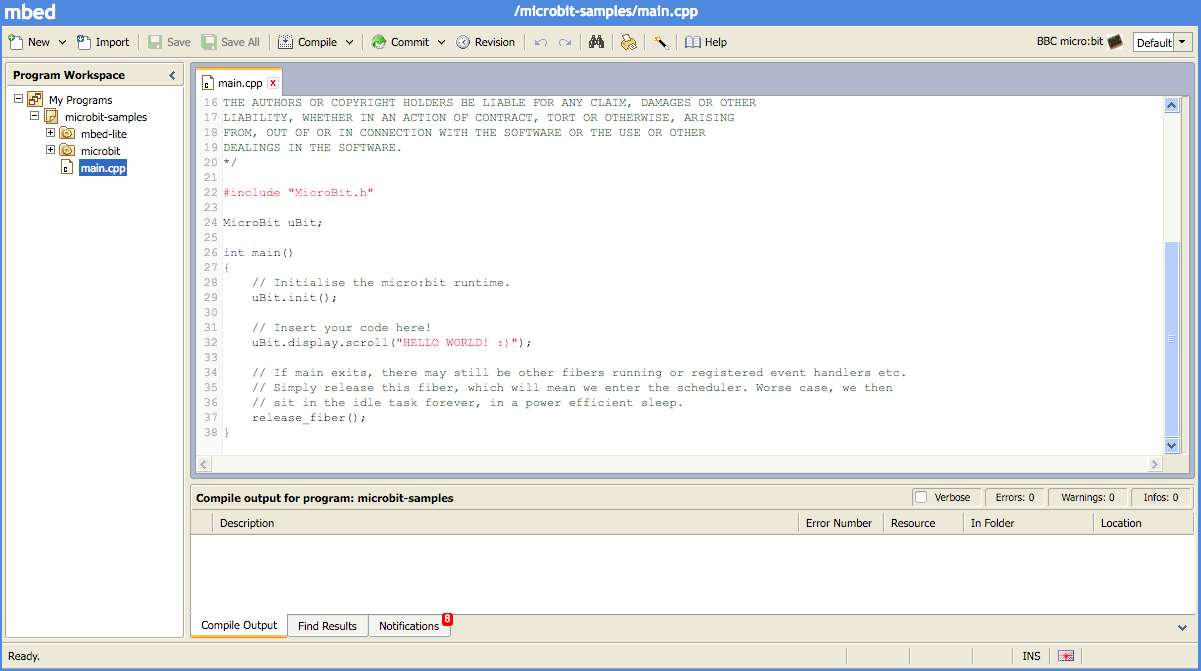 mbed
/microbit-samples/main.cpp
New Import Save Save All Compile Commit Revision Help BBC micro:bit Default
Program Workspace
My Programs
microbit-samples
mbed-lite
microbit
main.cpp
main.cpp x
16 THE AUTHORS OR COPYRIGHT HOLDERS BE LIABLE FOR ANY CLAIM, DAMAGES OR OTHER
17 LIABILITY, WHETHER IN AN ACTION OF CONTRACT, TORT OR OTHERWISE, ARISING
18 FROM, OUT OF OR IN CONNECTION WITH THE SOFTWARE OR THE USE OR OTHER
19 DEALINGS IN THE SOFTWARE.
20 */
21
22 #include "MicroBit.h"
23
24 MicroBit uBit;
25
26 int main()
27 {
28     // Initialise the micro:bit runtime.
29     uBit.init();
30
31     // Insert your code here!
32     uBit.display.scroll("HELLO WORLD! :)");
33
34     // If main exits, there may still be other fibers running or registered event handlers etc.
35     // Simply release this fiber, which will mean we enter the scheduler. Worse case, we then
36     // sit in the idle task forever, in a power efficient sleep.
37     release_fiber();
38 }
Compile output for program: microbit-samples Verbose Errors: 0 Warnings: 0 Infos: 0
Description Error Number Resource In Folder Location
Compile Output Find Results Notifications 8
Ready. INS